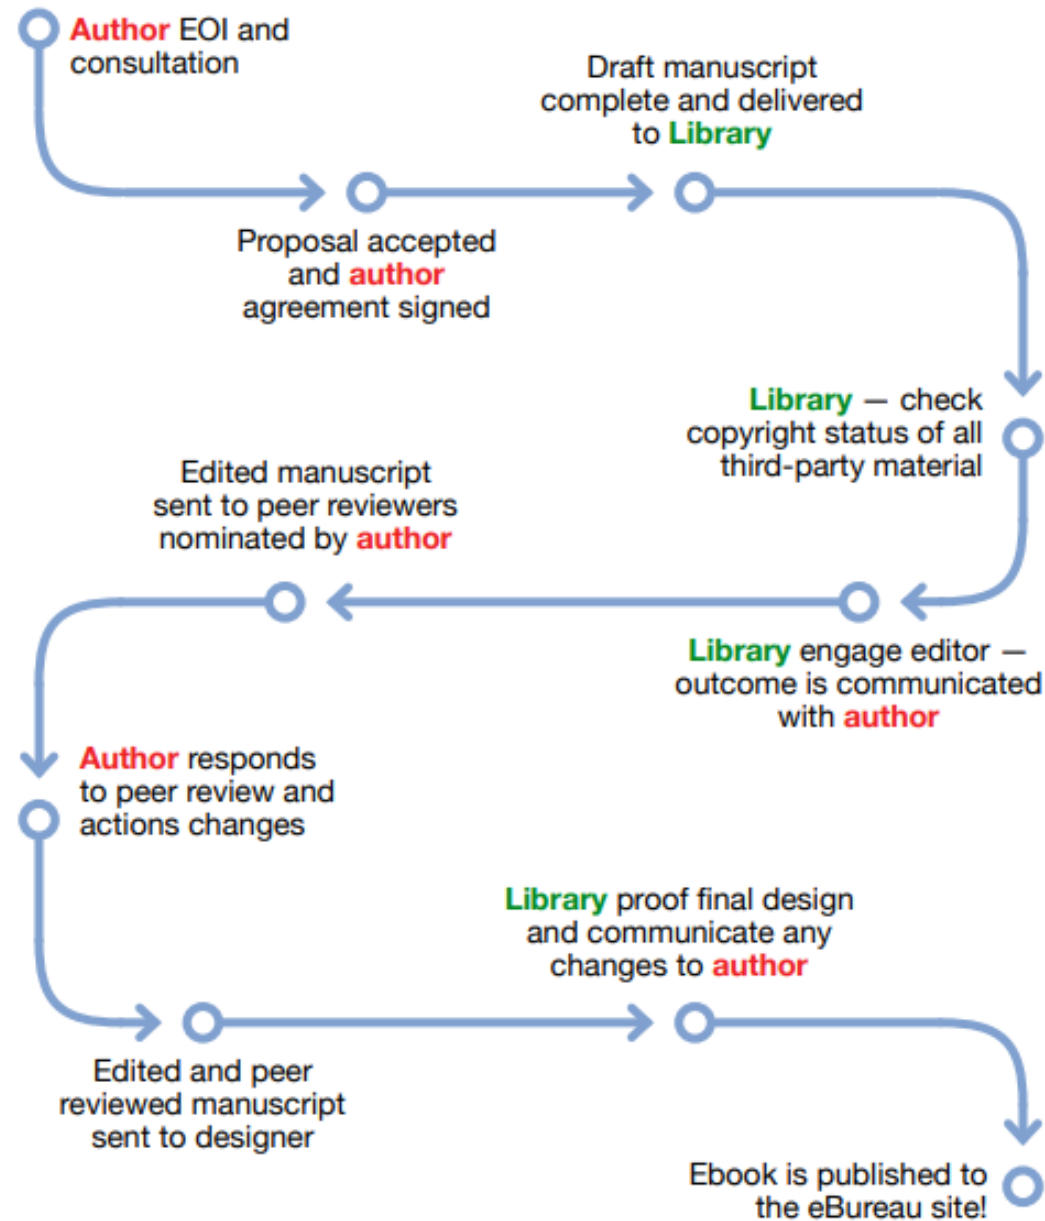 Author EOI and
consultation
Draft manuscript
complete and delivered
to Library
Proposal accepted
and author
agreement signed
Library — check
copyright status of all
third-party material
Library engage editor —
outcome is communicated
with author
Edited manuscript
sent to peer reviewers
nominated by author
Author responds
to peer review and
actions changes
Edited and peer
reviewed manuscript
sent to designer
Library proof final design
and communicate any
changes to author
Ebook is published to
the eBureau site!